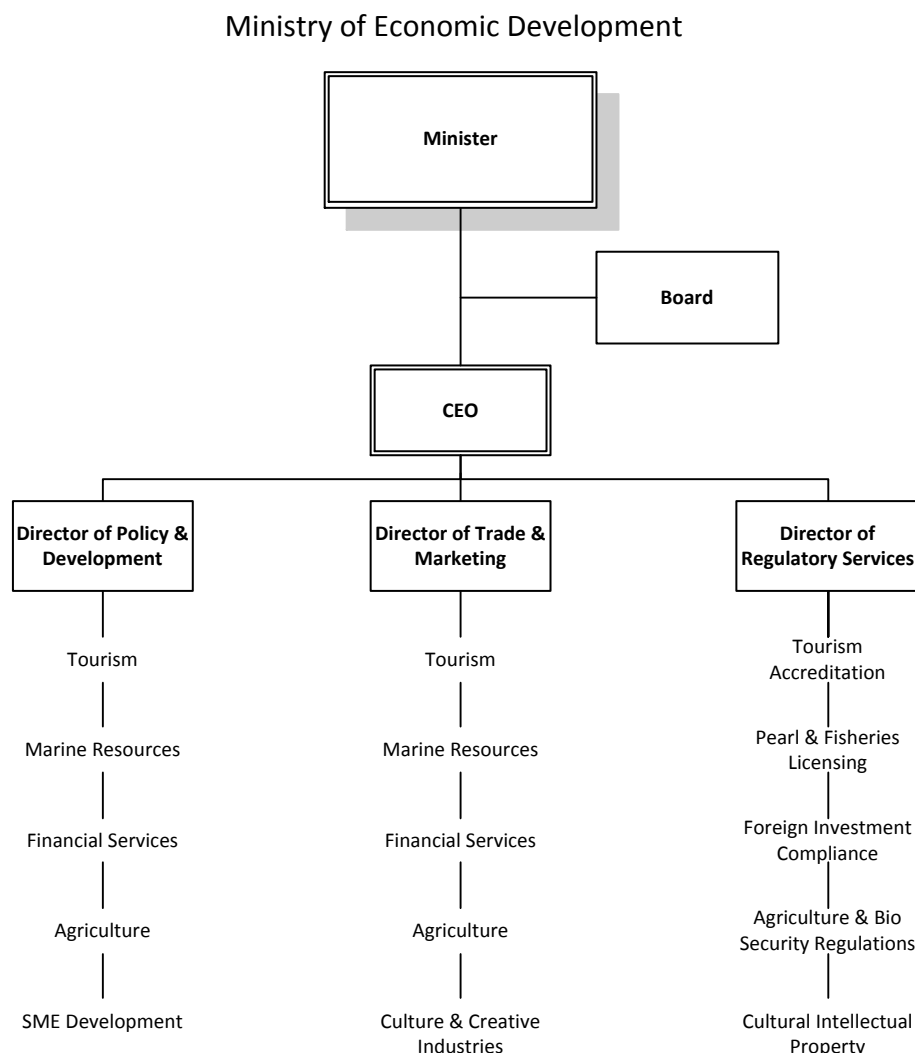 Ministry of Economic Development
Minister
Board
CEO
Director of Policy &
Development
Director of Trade &
Marketing
Director of
Regulatory Services
Tourism
Marine Resources
Financial Services
Agriculture
SME Development
Tourism
Marine Resources
Financial Services
Agriculture
Culture & Creative
Industries
Tourism
Accreditation
Pearl & Fisheries
Licensing
Foreign Investment
Compliance
Agriculture & Bio
Security Regulations
Cultural Intellectual
Property